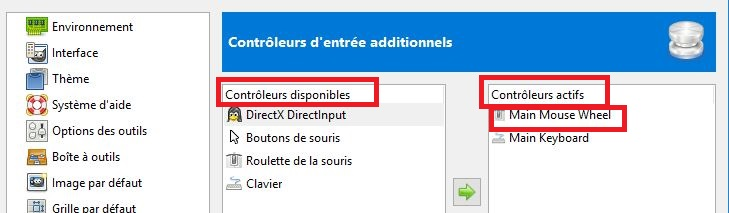 Environnement
Interface
Thème
Système d'aide
Options des outils
Boîte à outils
Image par défaut
Grille par défaut
Contrôleurs d'entrée additionnels
Contrôleurs disponibles
DirectX DirectInput
Boutons de souris
Roulette de la souris
Clavier
Contrôleurs actifs
Main Mouse Wheel
Main Keyboard